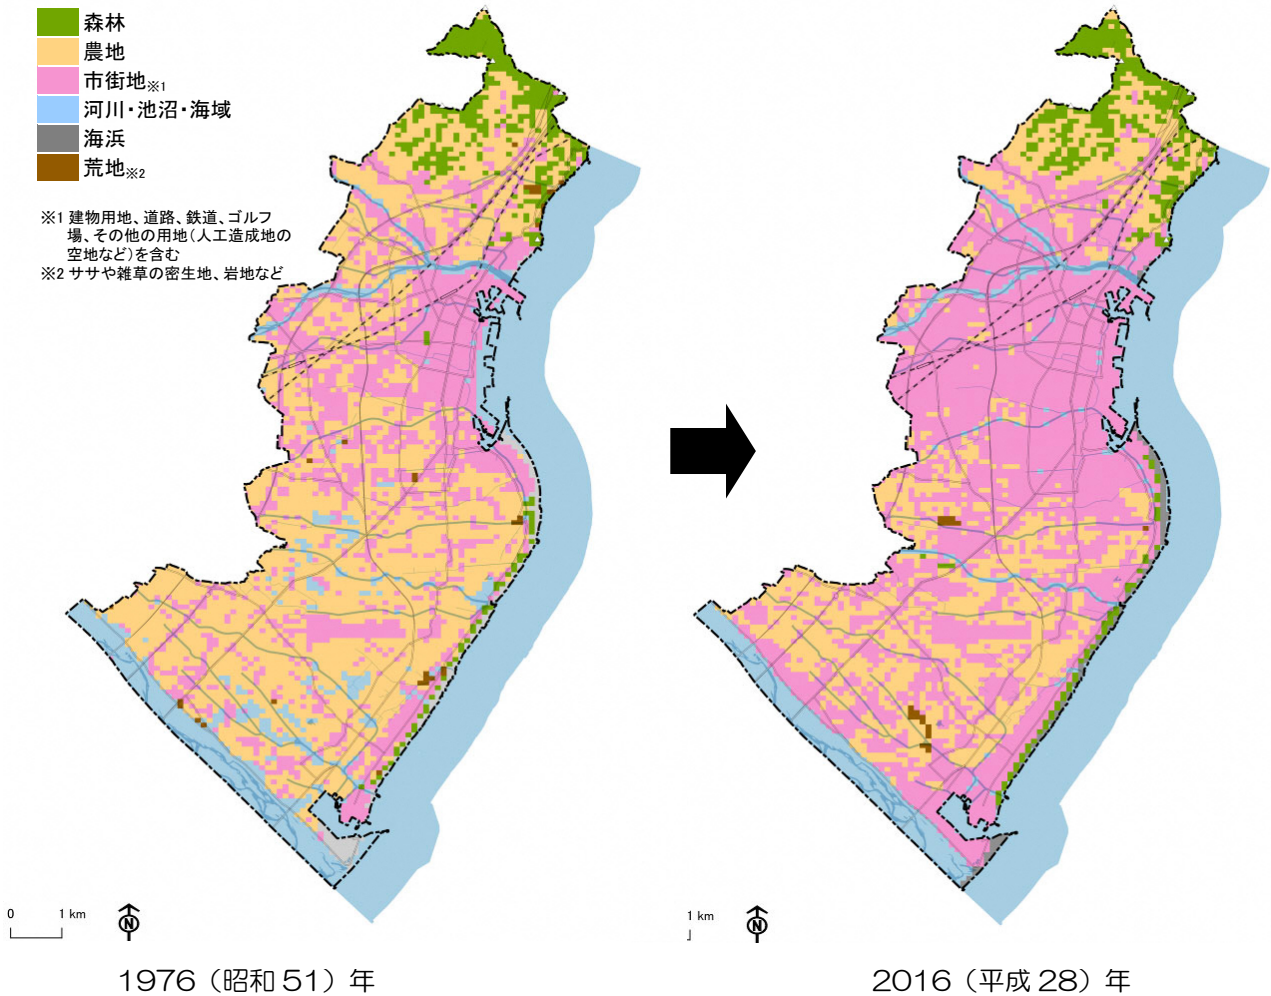 森林
農地
市街地※1
河川・池沼・海域
海浜
荒地※2
※1 建物用地、道路、鉄道、ゴルフ
場、その他の用地(人工造成地の
空地など)を含む
※2 ササや雑草の密生地、岩地など
0 1 km
N
1 km
N
1976(昭和 51)年
2016(平成 28)年